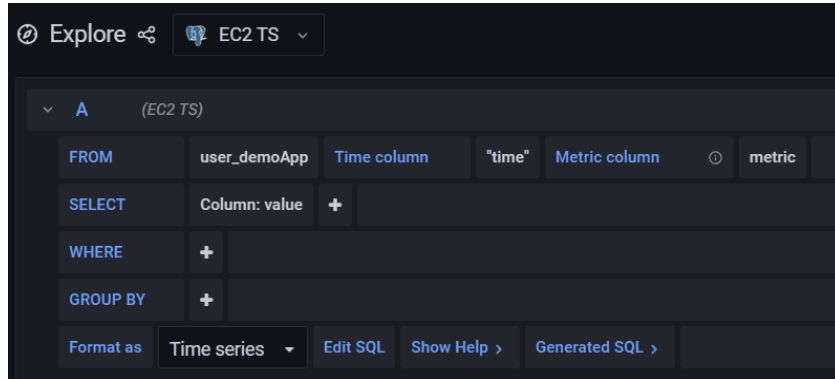 Explore EC2 TS
A (EC2 TS)
FROM user_demoApp Time column "time" Metric column metric
SELECT Column: value +
WHERE +
GROUP BY +
Format as Time series Edit SQL Show Help > Generated SQL >